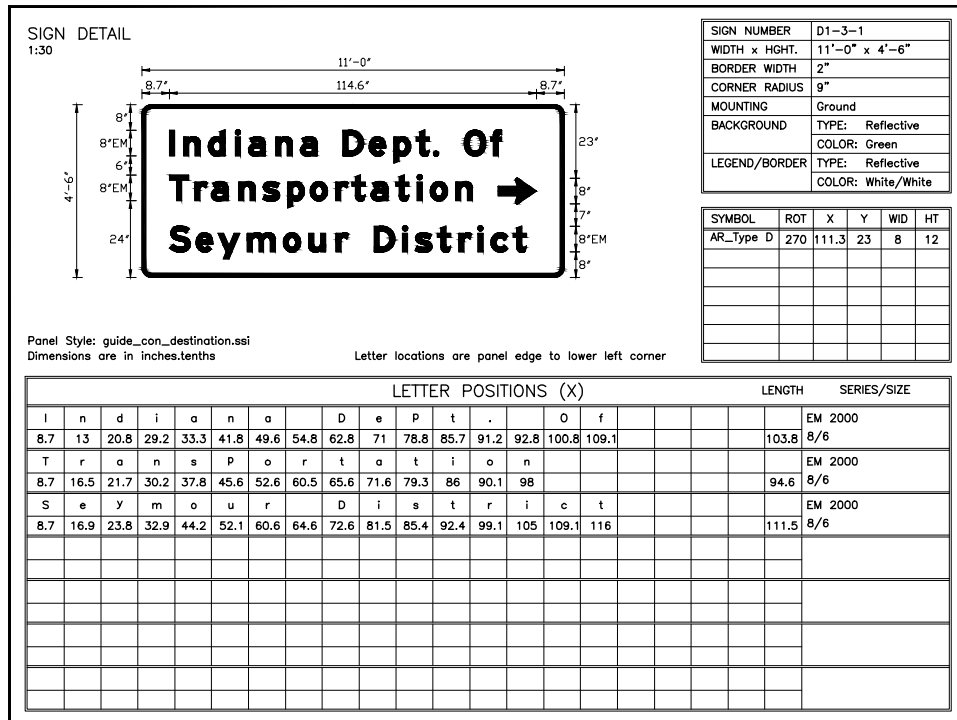 SIGN DETAIL
1:30
11'-0"
8.7" 114.6" 8.7"
4'-6"
8"
8"EM
6"
8"EM
24"
Indiana Dept. Of
Transportation
Seymour District
23"
8"
7"
8"EM
8"
SIGN NUMBER D1-3-1
WIDTH x HGHT. 11'-0" x 4'-6"
BORDER WIDTH 2"
CORNER RADIUS 9"
MOUNTING Ground
BACKGROUND TYPE: Reflective
COLOR: Green
LEGEND/BORDER TYPE: Reflective
COLOR: White/White
SYMBOL ROT X Y WID HT
AR_Type D 270 111.3 23 8 12
Panel Style: guide_con_destination.ssi
Dimensions are in inches.tenths
Letter locations are panel edge to lower left corner
LETTER POSITIONS (X) LENGTH SERIES/SIZE
I n d i a n a D e p t . O f EM 2000
8.7 13 20.8 29.2 33.3 41.8 49.6 54.8 62.8 71 78.8 85.7 91.2 92.8 100.8 109.1 103.8 8/6
T r a n s p o r t a t i o n EM 2000
8.7 16.5 21.7 30.2 37.8 45.6 52.6 60.5 65.6 71.6 79.3 86 90.1 98 94.6 8/6
S e y m o u r D i s t r i c t EM 2000
8.7 16.9 23.8 32.9 44.2 52.1 60.6 64.6 72.6 81.5 85.4 92.4 99.1 105 109.1 116 111.5 8/6